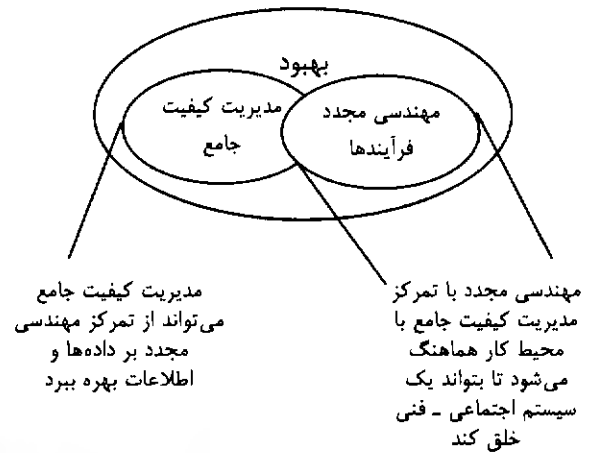 بهبود
مهندسی مجدد
فرآیندها
مدیریت کیفیت
جامع
مهندسی مجدد با تمرکز
مدیریت کیفیت جامع با
محیط کار هماهنگ
می‌شود تا بتواند یک
سیستم اجتماعی ـ فنی
خلق کند
مدیریت کیفیت جامع
می‌تواند از تمرکز مهندسی
مجدد بر داده‌ها و
اطلاعات بهره ببرد